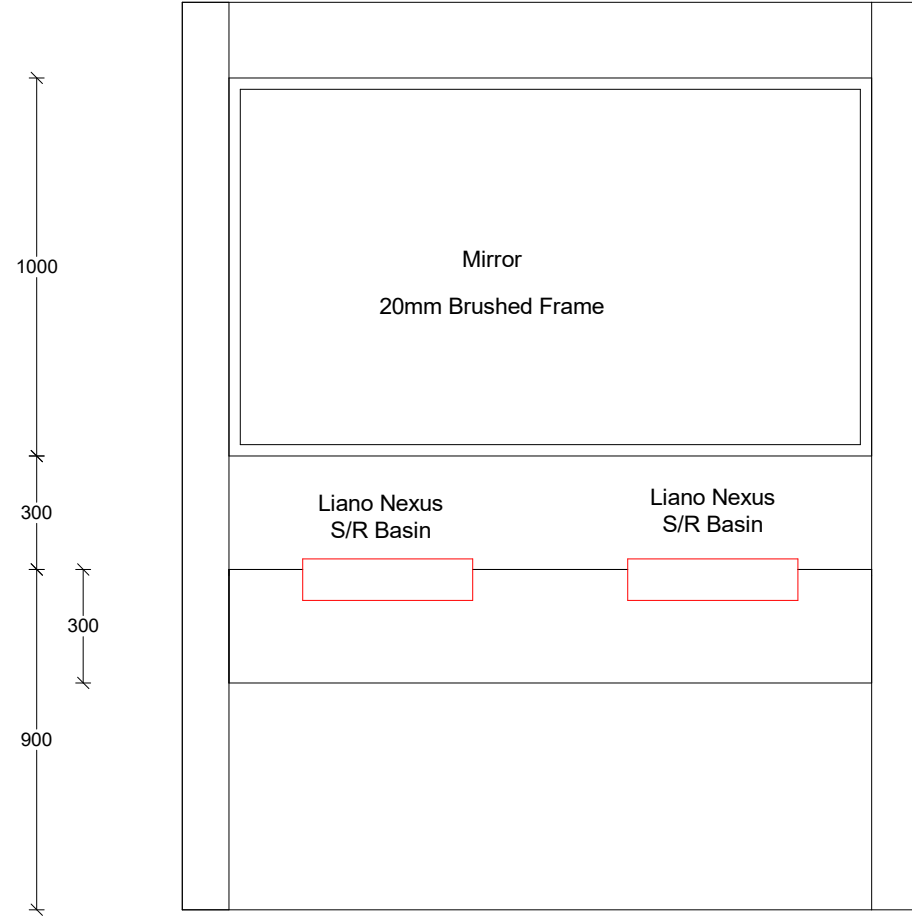 1000
Mirror
20mm Brushed Frame
300
Liano Nexus
S/R Basin
Liano Nexus
S/R Basin
300
900